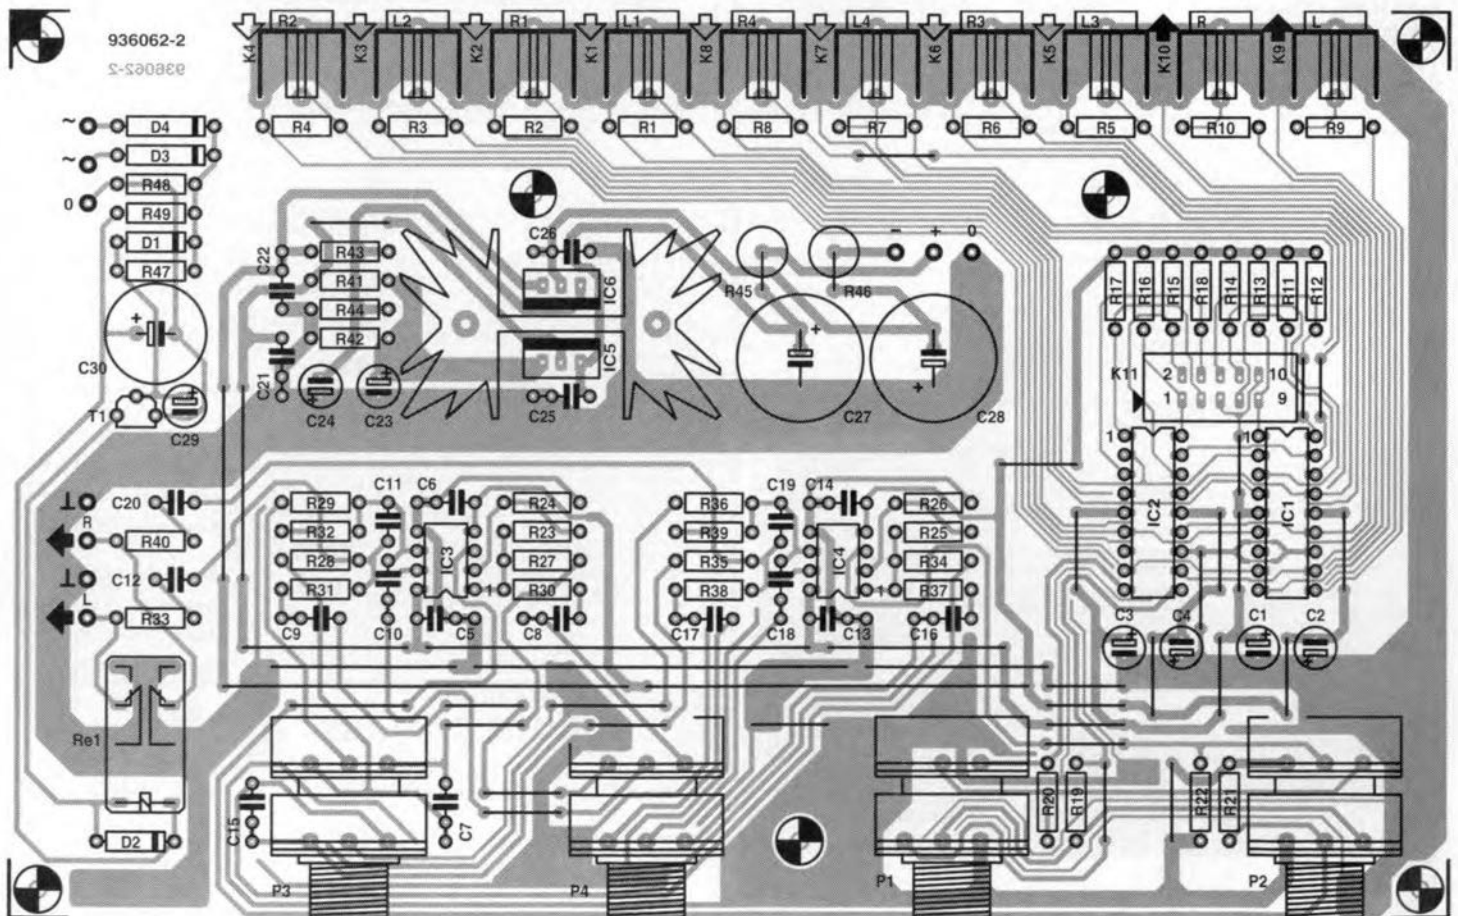 936062-2
936062-2
K4 R2 K3 L2 K2 R1 K1 L1 K8 R4 K7 L4 K6 R3 K5 L3 K10 R K9 L
R4 R3 R2 R1 R8 R7 R6 R5 R10 R9
~ D4
~ D3
R48
0
R49
D1
R47
C30
T1
C29
C22 R43
R41
R44
R42
C21
C24 C23
C26
IC6
IC5
C25
R45 R46
- + 0
+ +
C27 C28
R17 R16 R15 R18 R14 R13 R11 R12
K11 2 10
1 9
1 1
IC2 IC1
C3 C4 C1 C2
⊥ C20
R
R40
⊥ C12
L
R33
R29 C11 C6 R24
R32 R23
R28 IC3 R27
R31 1 R30
C9 C10 C5 C8
R36 C19 C14 R26
R39 R25
R35 IC4 R34
R38 1 R37
C17 C18 C13 C16
Re1
D2
C15 C7
R20 R19 R22 R21
P3 P4 P1 P2